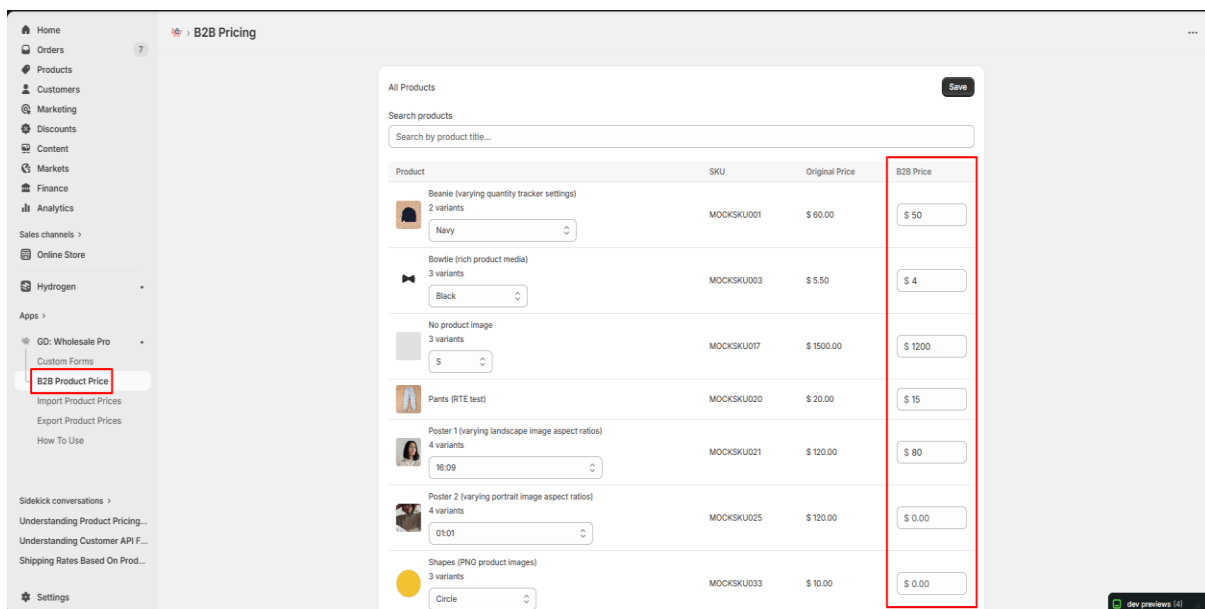 Home
Orders 7
Products
Customers
Marketing
Discounts
Content
Markets
Finance
Analytics
Sales channels >
Online Store
Hydrogen
Apps >
GD: Wholesale Pro
Custom Forms
B2B Product Price
Import Product Prices
Export Product Prices
How To Use
Sidekick conversations >
Understanding Product Pricing...
Understanding Customer API F...
Shipping Rates Based On Prod...
Settings
› B2B Pricing
...
All Products
Save
Search products
Search by product title...
Product SKU Original Price B2B Price
Beanie (varying quantity tracker settings)
2 variants
Navy
MOCKSKU001 $ 60.00 $ 50
Bowtie (rich product media)
3 variants
Black
MOCKSKU003 $ 5.50 $ 4
No product image
3 variants
S
MOCKSKU017 $ 1500.00 $ 1200
Pants (RTE test) MOCKSKU020 $ 20.00 $ 15
Poster 1 (varying landscape image aspect ratios)
4 variants
16:09
MOCKSKU021 $ 120.00 $ 80
Poster 2 (varying portrait image aspect ratios)
4 variants
01:01
MOCKSKU025 $ 120.00 $ 0.00
Shapes (PNG product images)
3 variants
Circle
MOCKSKU033 $ 10.00 $ 0.00
dev previews (4)